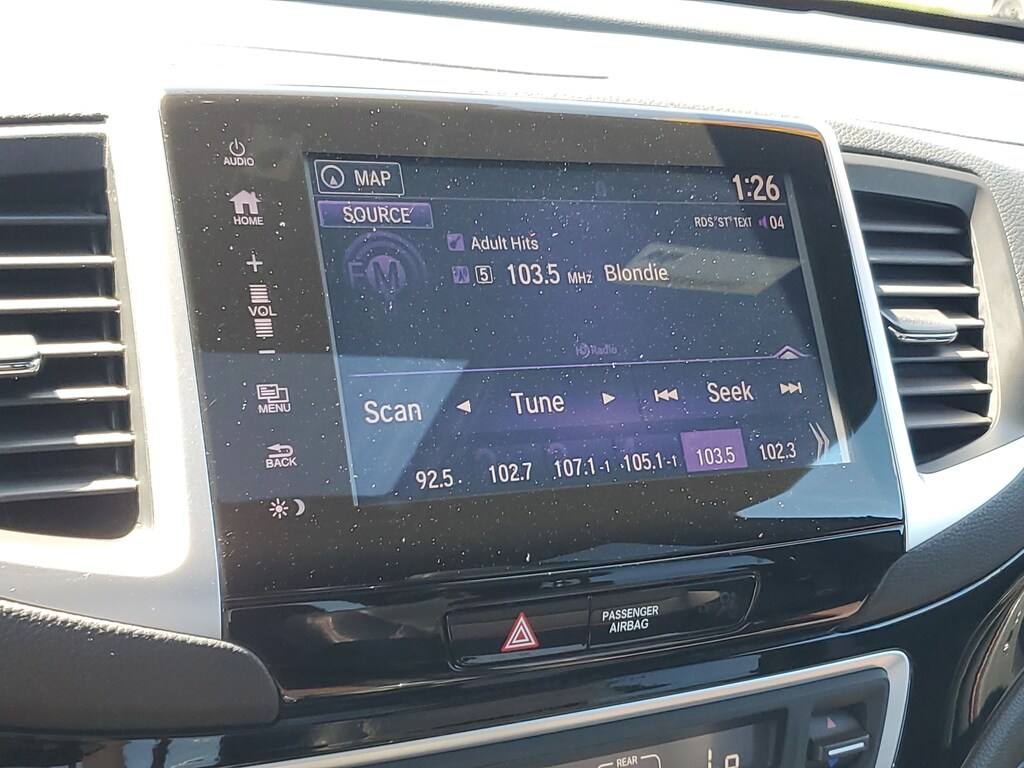 AUDIO
MAP
1:26
HOME
SOURCE
RDS ST TEXT 04
Adult Hits
FM
5 103.5 MHz Blondie
VOL
HD Radio
MENU
Scan Tune Seek
BACK
92.5 102.7 107.1-1 105.1-1 103.5 102.3
PASSENGER
AIRBAG
REAR